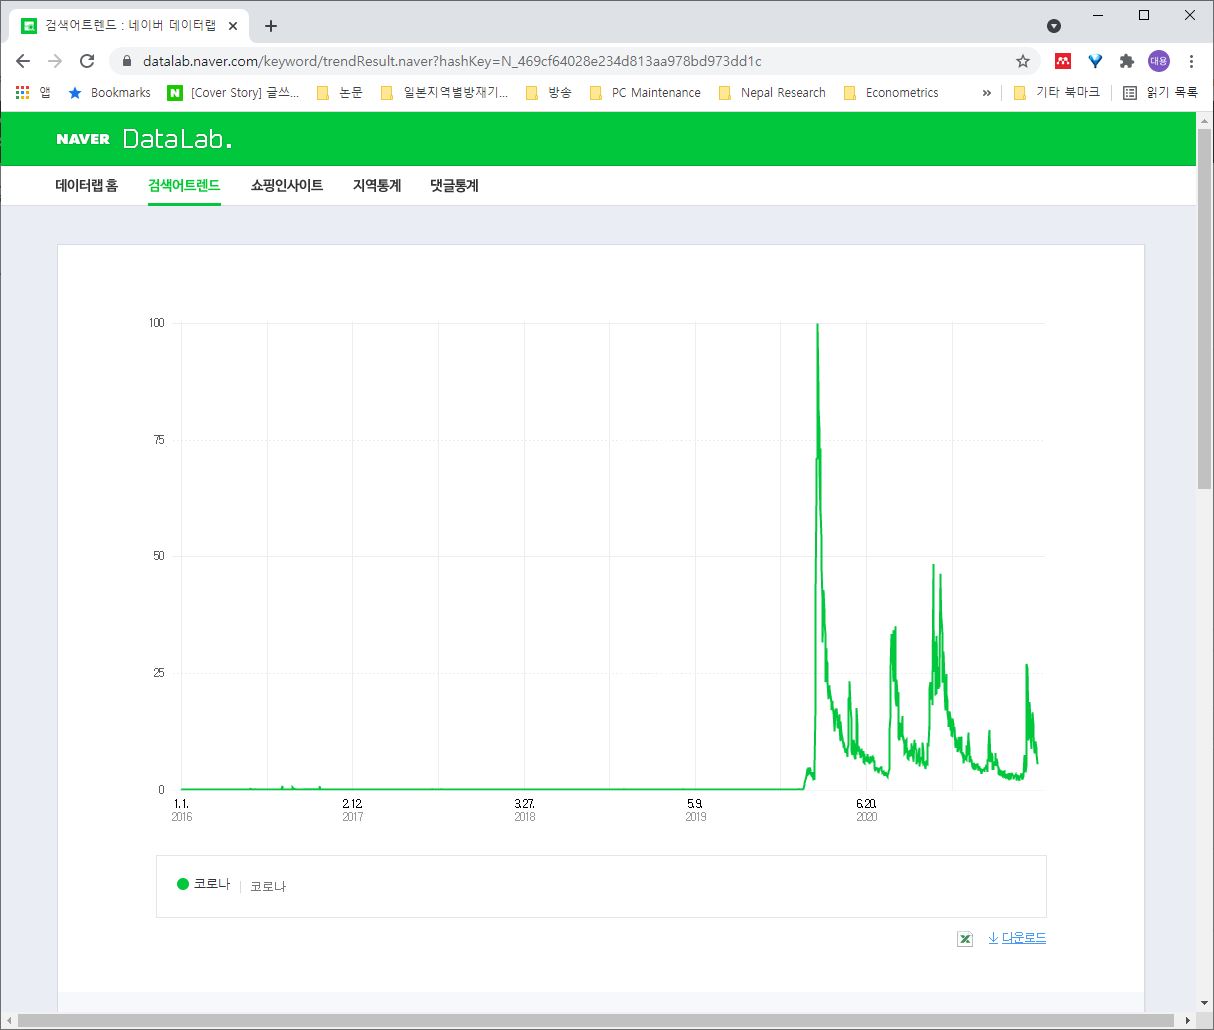 검색어트렌드 : 네이버 데이터랩
datalab.naver.com/keyword/trendResult.naver?hashKey=N_469cf64028e234d813aa978bd973dd1c
대용
앱 Bookmarks [Cover Story] 글쓰... 논문 일본지역별방재기... 방송 PC Maintenance Nepal Research Econometrics » 기타 북마크 읽기 목록
NAVER DataLab.
데이터랩 홈 검색어트렌드 쇼핑인사이트 지역통계 댓글통계
100
75
50
25
0
1.1. 2.12. 3.27. 5.9. 6.20.
2016 2017 2018 2019 2020
코로나 | 코로나
다운로드